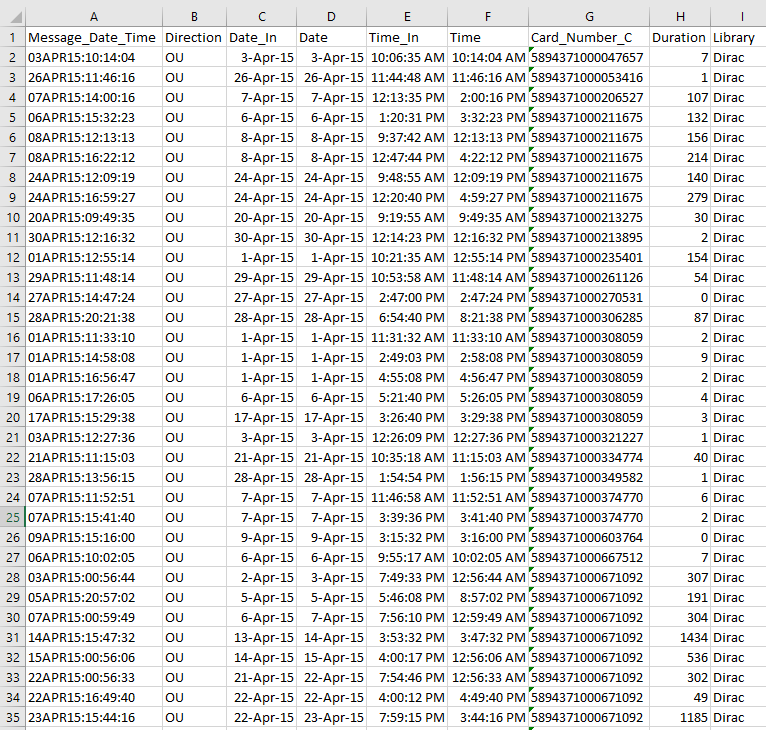 A B C D E F G H I
1 Message_Date_Time Direction Date_In Date Time_In Time Card_Number_C Duration Library
2 03APR15:10:14:04 OU 3-Apr-15 3-Apr-15 10:06:35 AM 10:14:04 AM 5894371000047657 7 Dirac
3 26APR15:11:46:16 OU 26-Apr-15 26-Apr-15 11:44:48 AM 11:46:16 AM 5894371000053416 1 Dirac
4 07APR15:14:00:16 OU 7-Apr-15 7-Apr-15 12:13:35 PM 2:00:16 PM 5894371000206527 107 Dirac
5 06APR15:15:32:23 OU 6-Apr-15 6-Apr-15 1:20:31 PM 3:32:23 PM 5894371000211675 132 Dirac
6 08APR15:12:13:13 OU 8-Apr-15 8-Apr-15 9:37:42 AM 12:13:13 PM 5894371000211675 156 Dirac
7 08APR15:16:22:12 OU 8-Apr-15 8-Apr-15 12:47:44 PM 4:22:12 PM 5894371000211675 214 Dirac
8 24APR15:12:09:19 OU 24-Apr-15 24-Apr-15 9:48:55 AM 12:09:19 PM 5894371000211675 140 Dirac
9 24APR15:16:59:27 OU 24-Apr-15 24-Apr-15 12:20:40 PM 4:59:27 PM 5894371000211675 279 Dirac
10 20APR15:09:49:35 OU 20-Apr-15 20-Apr-15 9:19:55 AM 9:49:35 AM 5894371000213275 30 Dirac
11 30APR15:12:16:32 OU 30-Apr-15 30-Apr-15 12:14:23 PM 12:16:32 PM 5894371000213895 2 Dirac
12 01APR15:12:55:14 OU 1-Apr-15 1-Apr-15 10:21:35 AM 12:55:14 PM 5894371000235401 154 Dirac
13 29APR15:11:48:14 OU 29-Apr-15 29-Apr-15 10:53:58 AM 11:48:14 AM 5894371000261126 54 Dirac
14 27APR15:14:47:24 OU 27-Apr-15 27-Apr-15 2:47:00 PM 2:47:24 PM 5894371000270531 0 Dirac
15 28APR15:20:21:38 OU 28-Apr-15 28-Apr-15 6:54:40 PM 8:21:38 PM 5894371000306285 87 Dirac
16 01APR15:11:33:10 OU 1-Apr-15 1-Apr-15 11:31:32 AM 11:33:10 AM 5894371000308059 2 Dirac
17 01APR15:14:58:08 OU 1-Apr-15 1-Apr-15 2:49:03 PM 2:58:08 PM 5894371000308059 9 Dirac
18 01APR15:16:56:47 OU 1-Apr-15 1-Apr-15 4:55:08 PM 4:56:47 PM 5894371000308059 2 Dirac
19 06APR15:17:26:05 OU 6-Apr-15 6-Apr-15 5:21:40 PM 5:26:05 PM 5894371000308059 4 Dirac
20 17APR15:15:29:38 OU 17-Apr-15 17-Apr-15 3:26:40 PM 3:29:38 PM 5894371000308059 3 Dirac
21 03APR15:12:27:36 OU 3-Apr-15 3-Apr-15 12:26:09 PM 12:27:36 PM 5894371000321227 1 Dirac
22 21APR15:11:15:03 OU 21-Apr-15 21-Apr-15 10:35:18 AM 11:15:03 AM 5894371000334774 40 Dirac
23 28APR15:13:56:15 OU 28-Apr-15 28-Apr-15 1:54:54 PM 1:56:15 PM 5894371000349582 1 Dirac
24 07APR15:11:52:51 OU 7-Apr-15 7-Apr-15 11:46:58 AM 11:52:51 AM 5894371000374770 6 Dirac
25 07APR15:15:41:40 OU 7-Apr-15 7-Apr-15 3:39:36 PM 3:41:40 PM 5894371000374770 2 Dirac
26 09APR15:15:16:00 OU 9-Apr-15 9-Apr-15 3:15:32 PM 3:16:00 PM 5894371000603764 0 Dirac
27 06APR15:10:02:05 OU 6-Apr-15 6-Apr-15 9:55:17 AM 10:02:05 AM 5894371000667512 7 Dirac
28 03APR15:00:56:44 OU 2-Apr-15 3-Apr-15 7:49:33 PM 12:56:44 AM 5894371000671092 307 Dirac
29 05APR15:20:57:02 OU 5-Apr-15 5-Apr-15 5:46:08 PM 8:57:02 PM 5894371000671092 191 Dirac
30 07APR15:00:59:49 OU 6-Apr-15 7-Apr-15 7:56:10 PM 12:59:49 AM 5894371000671092 304 Dirac
31 14APR15:15:47:32 OU 13-Apr-15 14-Apr-15 3:53:32 PM 3:47:32 PM 5894371000671092 1434 Dirac
32 15APR15:00:56:06 OU 14-Apr-15 15-Apr-15 4:00:17 PM 12:56:06 AM 5894371000671092 536 Dirac
33 22APR15:00:56:33 OU 21-Apr-15 22-Apr-15 7:54:46 PM 12:56:33 AM 5894371000671092 302 Dirac
34 22APR15:16:49:40 OU 22-Apr-15 22-Apr-15 4:00:12 PM 4:49:40 PM 5894371000671092 49 Dirac
35 23APR15:15:44:16 OU 22-Apr-15 23-Apr-15 7:59:15 PM 3:44:16 PM 5894371000671092 1185 Dirac